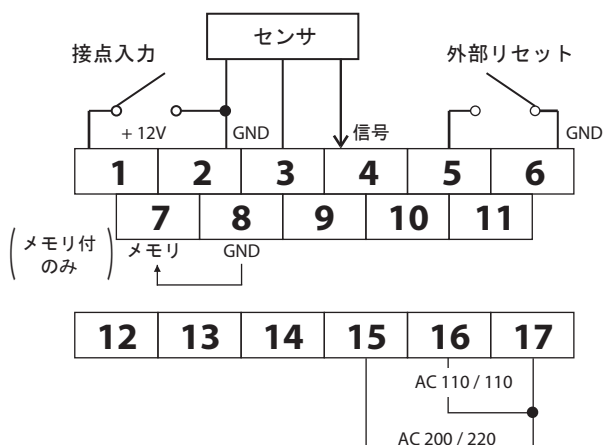 センサ
接点入力
外部リセット
+ 12V
GND
信号
GND
1 2 3 4 5 6
7 8 9 10 11
(メモリ付
のみ)
メモリ
GND
12 13 14 15 16 17
AC 110 / 110
AC 200 / 220